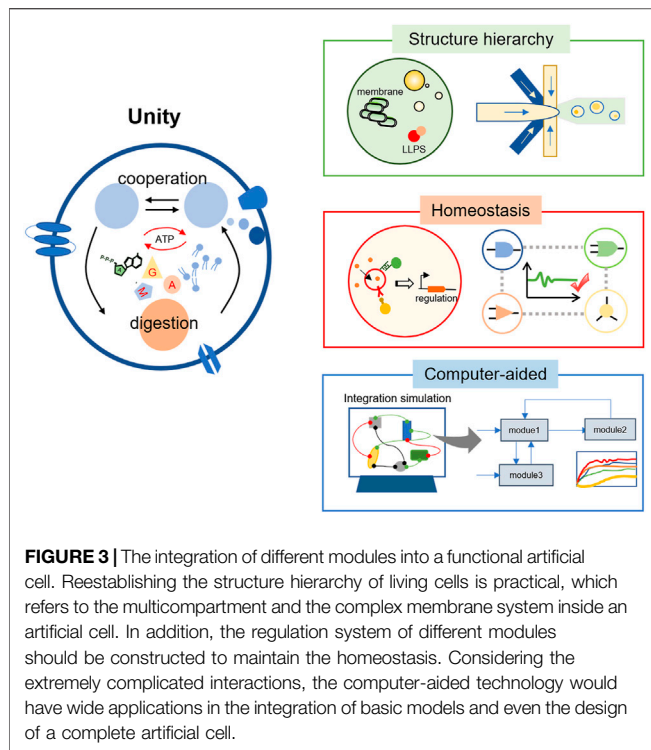 Unity
cooperation
ATP
P-P-P
A
G
M
A
digestion
Structure hierarchy
membrane
LLPS
Homeostasis
regulation
Computer-aided
Integration simulation
modue1
module2
module3
FIGURE 3 | The integration of different modules into a functional artificial
cell. Reestablishing the structure hierarchy of living cells is practical, which
refers to the multicompartment and the complex membrane system inside an
artificial cell. In addition, the regulation system of different modules
should be constructed to maintain the homeostasis. Considering the
extremely complicated interactions, the computer-aided technology would
have wide applications in the integration of basic models and even the design
of a complete artificial cell.